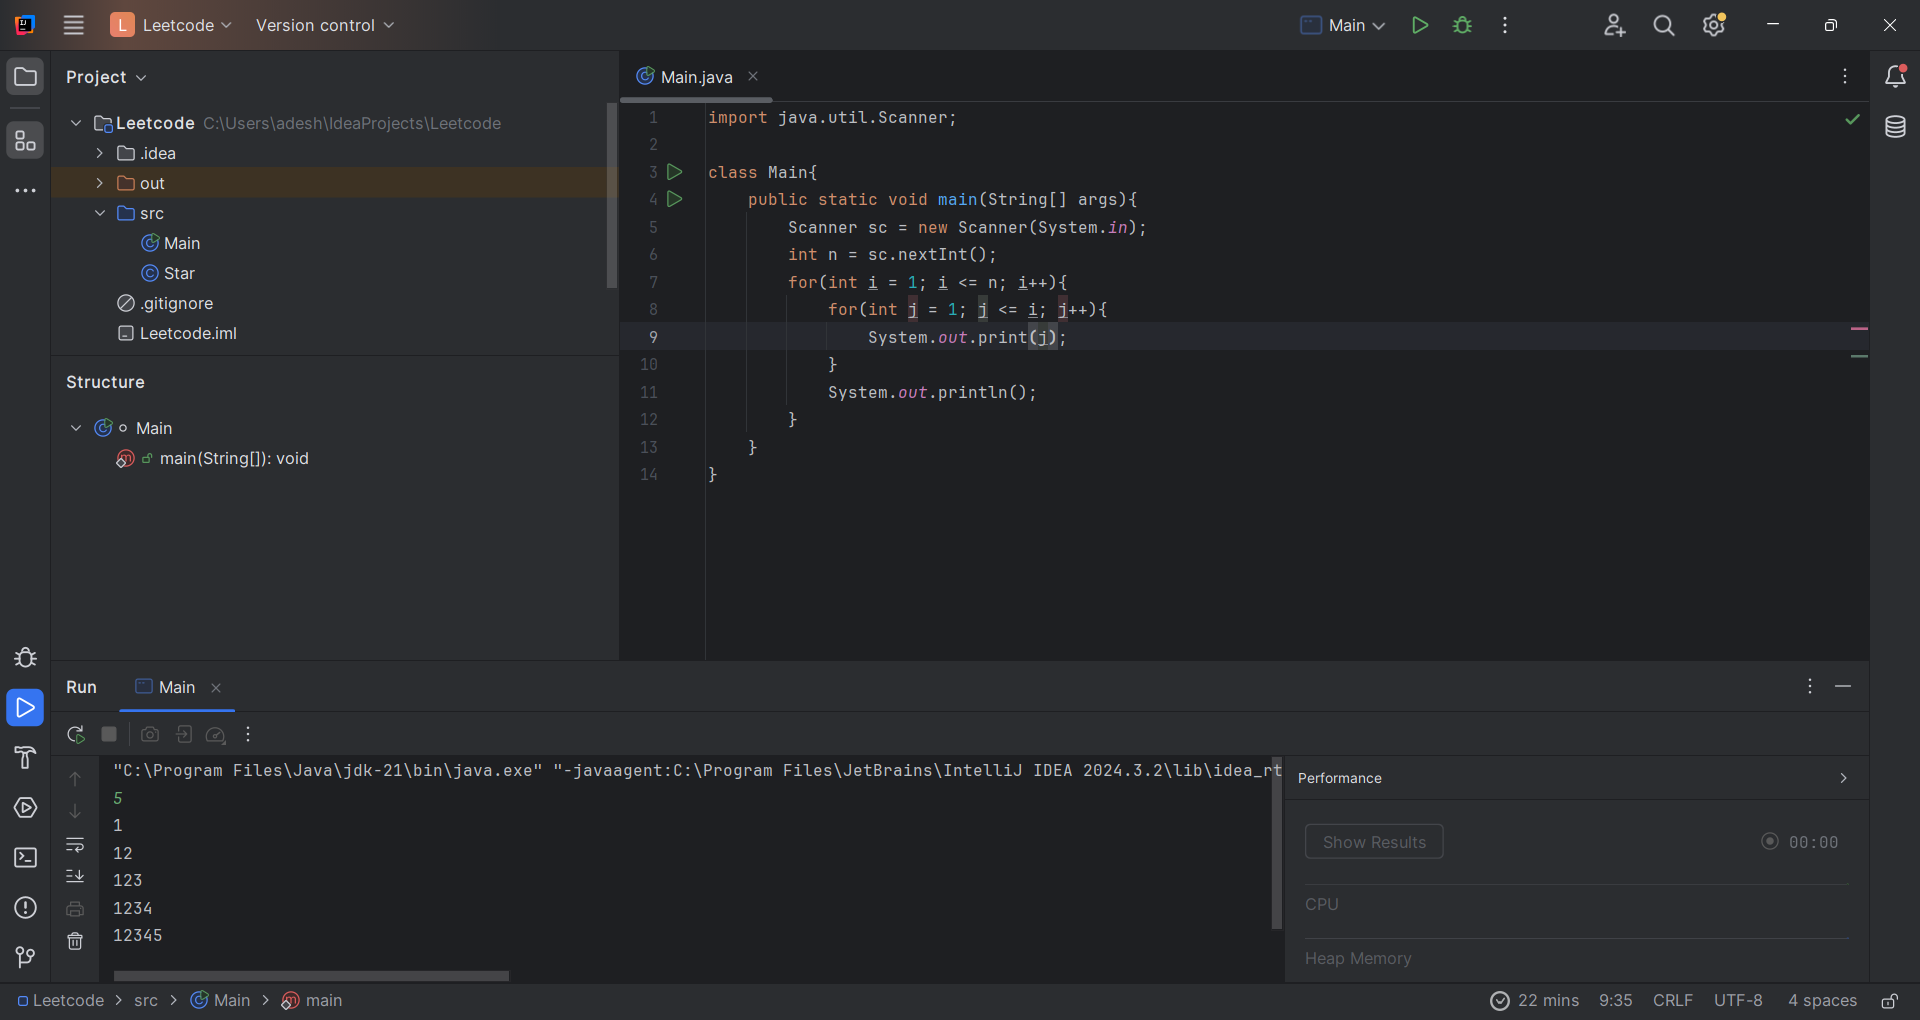 L Leetcode Version control Main
Project
Main.java
Leetcode C:\Users\adesh\IdeaProjects\Leetcode
.idea
out
src
Main
Star
.gitignore
Leetcode.iml
Structure
Main
main(String[]): void
1 import java.util.Scanner;
2
3 class Main{
4 public static void main(String[] args){
5 Scanner sc = new Scanner(System.in);
6 int n = sc.nextInt();
7 for(int i = 1; i <= n; i++){
8 for(int j = 1; j <= i; j++){
9 System.out.print(j);
10 }
11 System.out.println();
12 }
13 }
14 }
Run Main
"C:\Program Files\Java\jdk-21\bin\java.exe" "-javaagent:C:\Program Files\JetBrains\IntelliJ IDEA 2024.3.2\lib\idea_rt
5
1
12
123
1234
12345
Performance
Show Results 00:00
CPU
Heap Memory
Leetcode > src > Main > main 22 mins 9:35 CRLF UTF-8 4 spaces